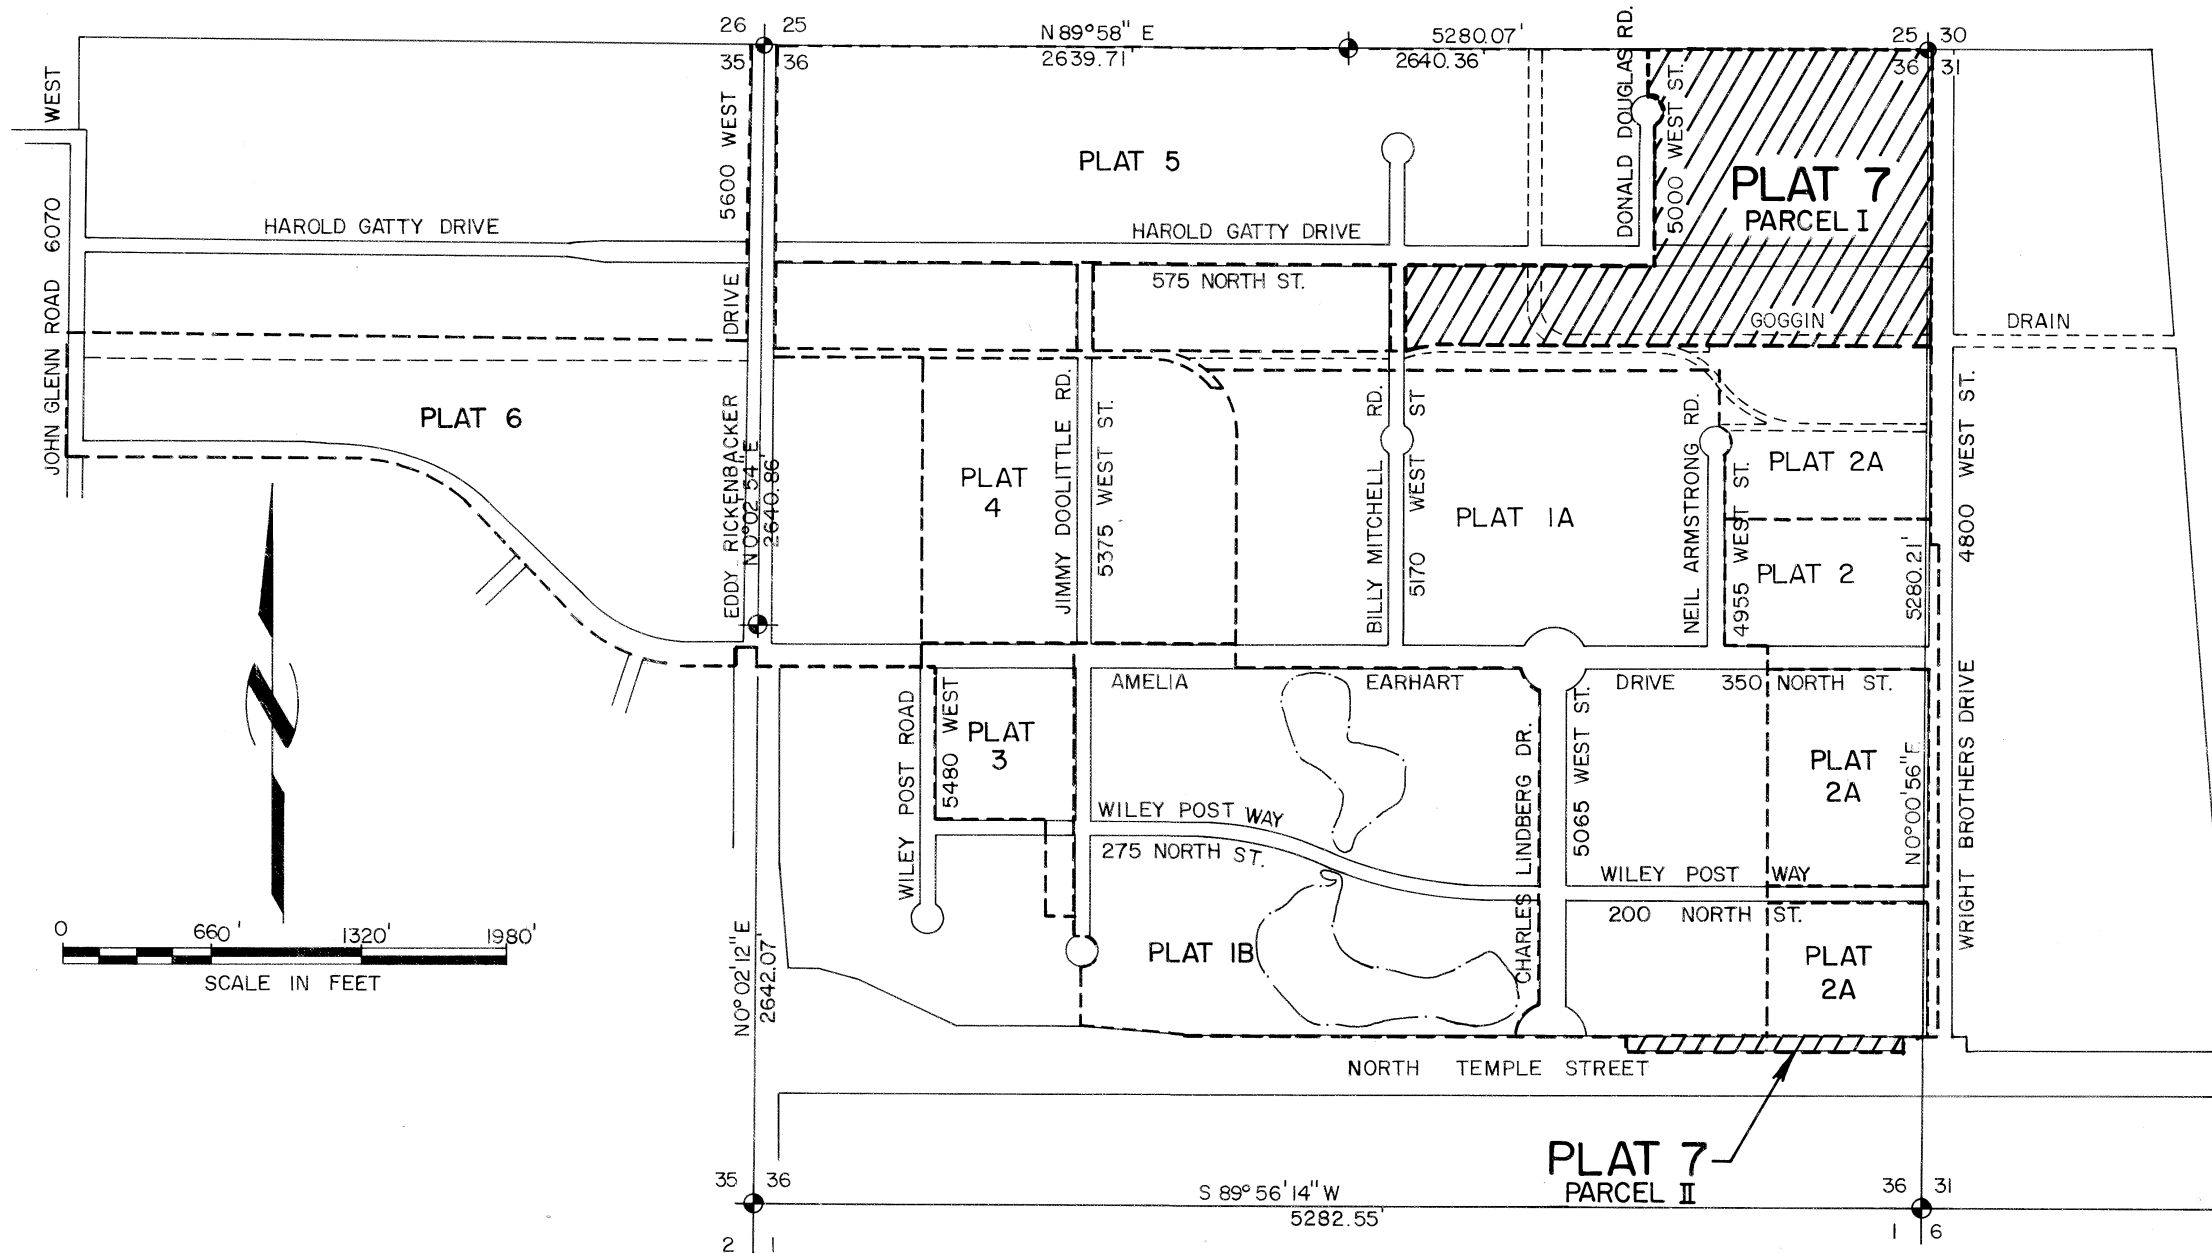 26 25
N 89°58" E
5280.07'
25 30
35 36
2639.71'
2640.36'
36 31
WEST
5600 WEST
DONALD DOUGLAS RD.
5000 WEST ST.
PLAT 5
PLAT 7
PARCEL I
HAROLD GATTY DRIVE
HAROLD GATTY DRIVE
575 NORTH ST.
GOGGIN
DRAIN
JOHN GLENN ROAD 6070
EDDY RICKENBACKER DRIVE
N 0°02'54" E
2640.86'
PLAT 6
PLAT
4
JIMMY DOOLITTLE RD.
5375 WEST ST.
BILLY MITCHELL RD.
5170 WEST ST
PLAT 1A
NEIL ARMSTRONG RD.
4955 WEST ST.
PLAT 2A
PLAT 2
5280.21'
4800 WEST ST.
AMELIA EARHART DRIVE 350 NORTH ST.
WILEY POST ROAD
5480 WEST
PLAT
3
WILEY POST WAY
275 NORTH ST.
CHARLES LINDBERG DR.
5065 WEST ST.
PLAT
2A
N0°00'56" E
WRIGHT BROTHERS DRIVE
WILEY POST WAY
200 NORTH ST.
PLAT 1B
PLAT
2A
0 660' 1320' 1980'
SCALE IN FEET
N0°02'12" E
2642.07'
NORTH TEMPLE STREET
PLAT 7
PARCEL II
35 36
S 89°56'14" W
36 31
5282.55'
2 1
1 6
N